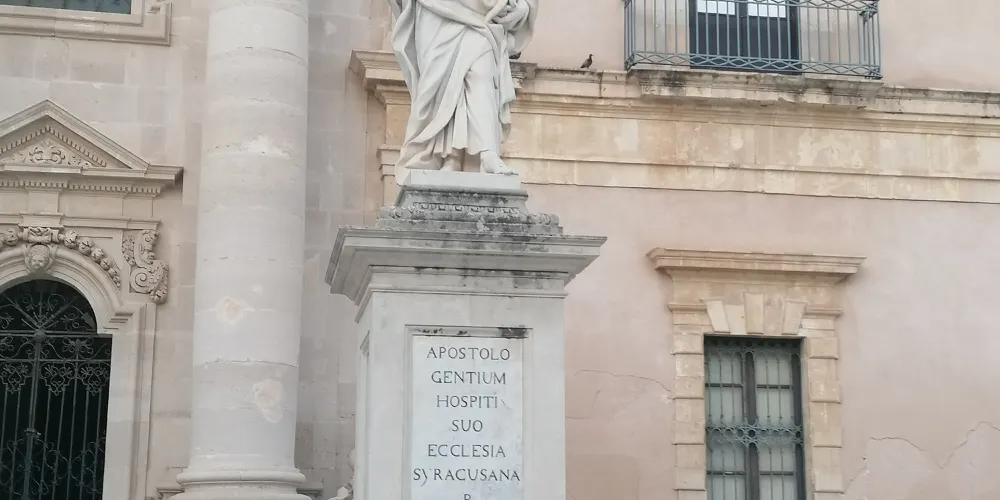 APOSTOLO
GENTIUM
HOSPITI
SUO
ECCLESIA
SYRACUSANA